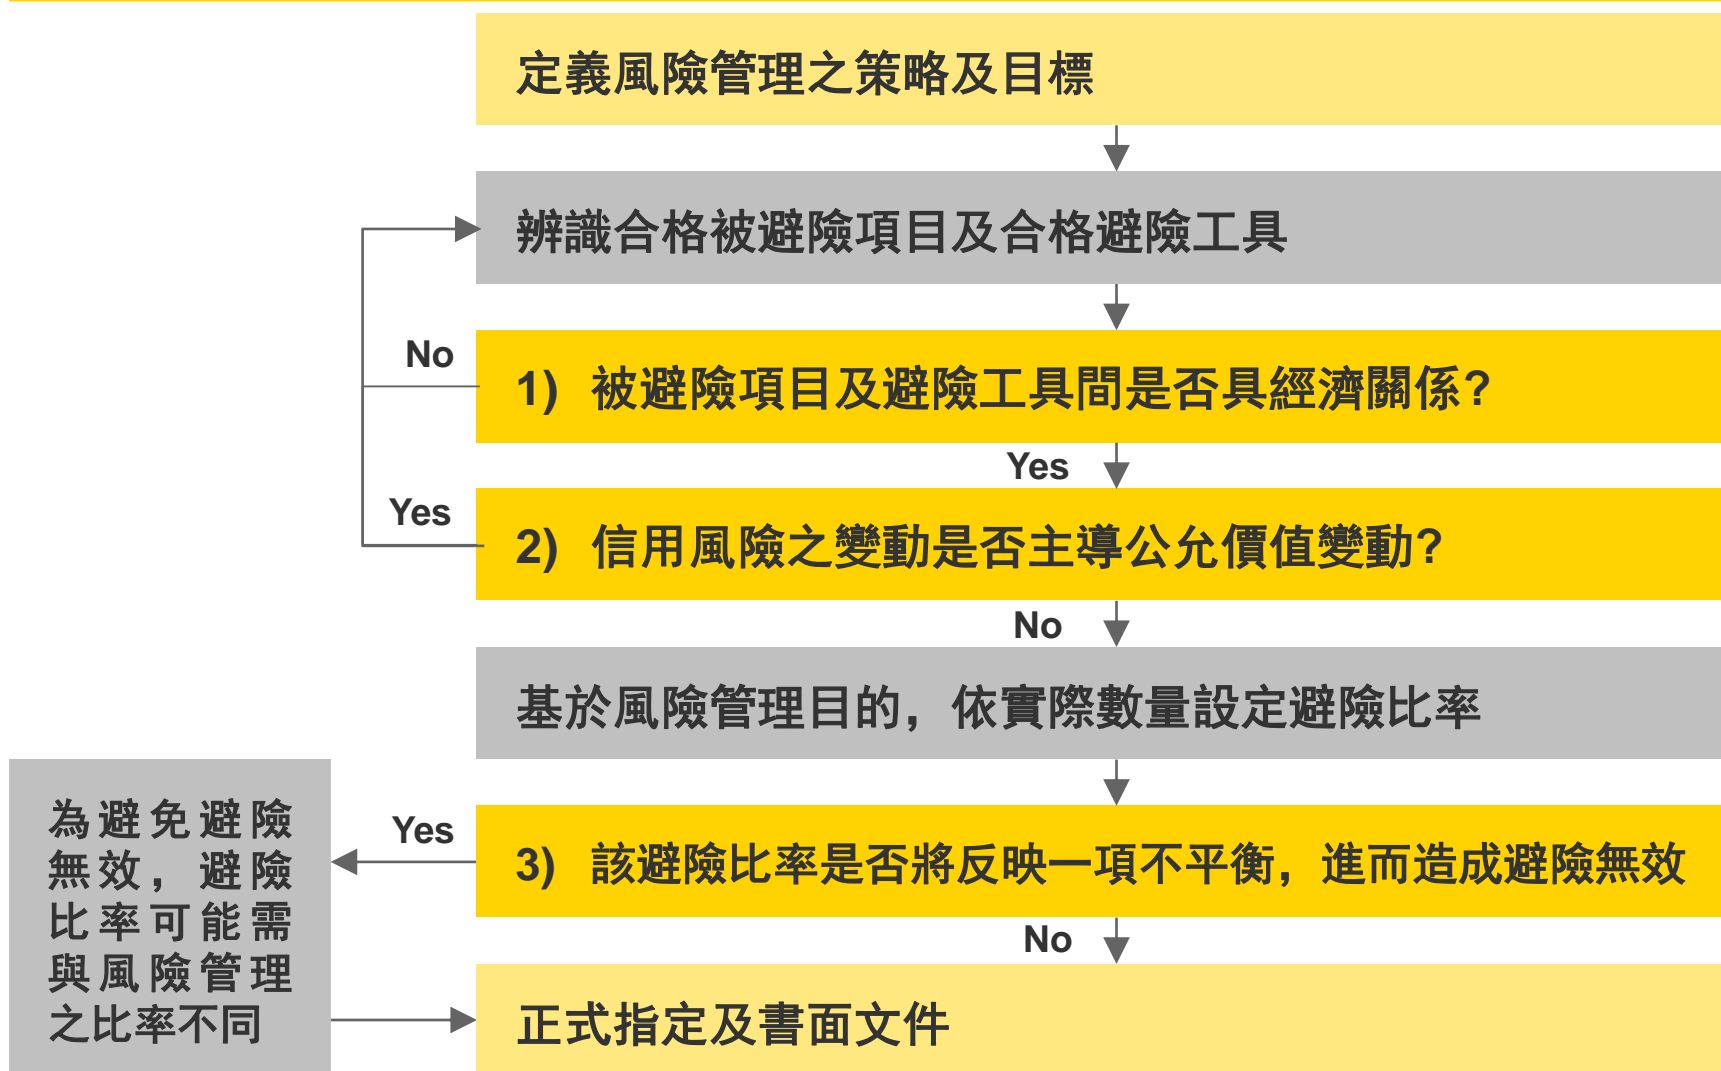 定義風險管理之策略及目標
辨識合格被避險項目及合格避險工具
No
1) 被避險項目及避險工具間是否具經濟關係?
Yes
Yes
2) 信用風險之變動是否主導公允價值變動?
No
基於風險管理目的，依實際數量設定避險比率
為避免避險
無效，避險
比率可能需
與風險管理
之比率不同
Yes
3) 該避險比率是否將反映一項不平衡，進而造成避險無效
No
正式指定及書面文件